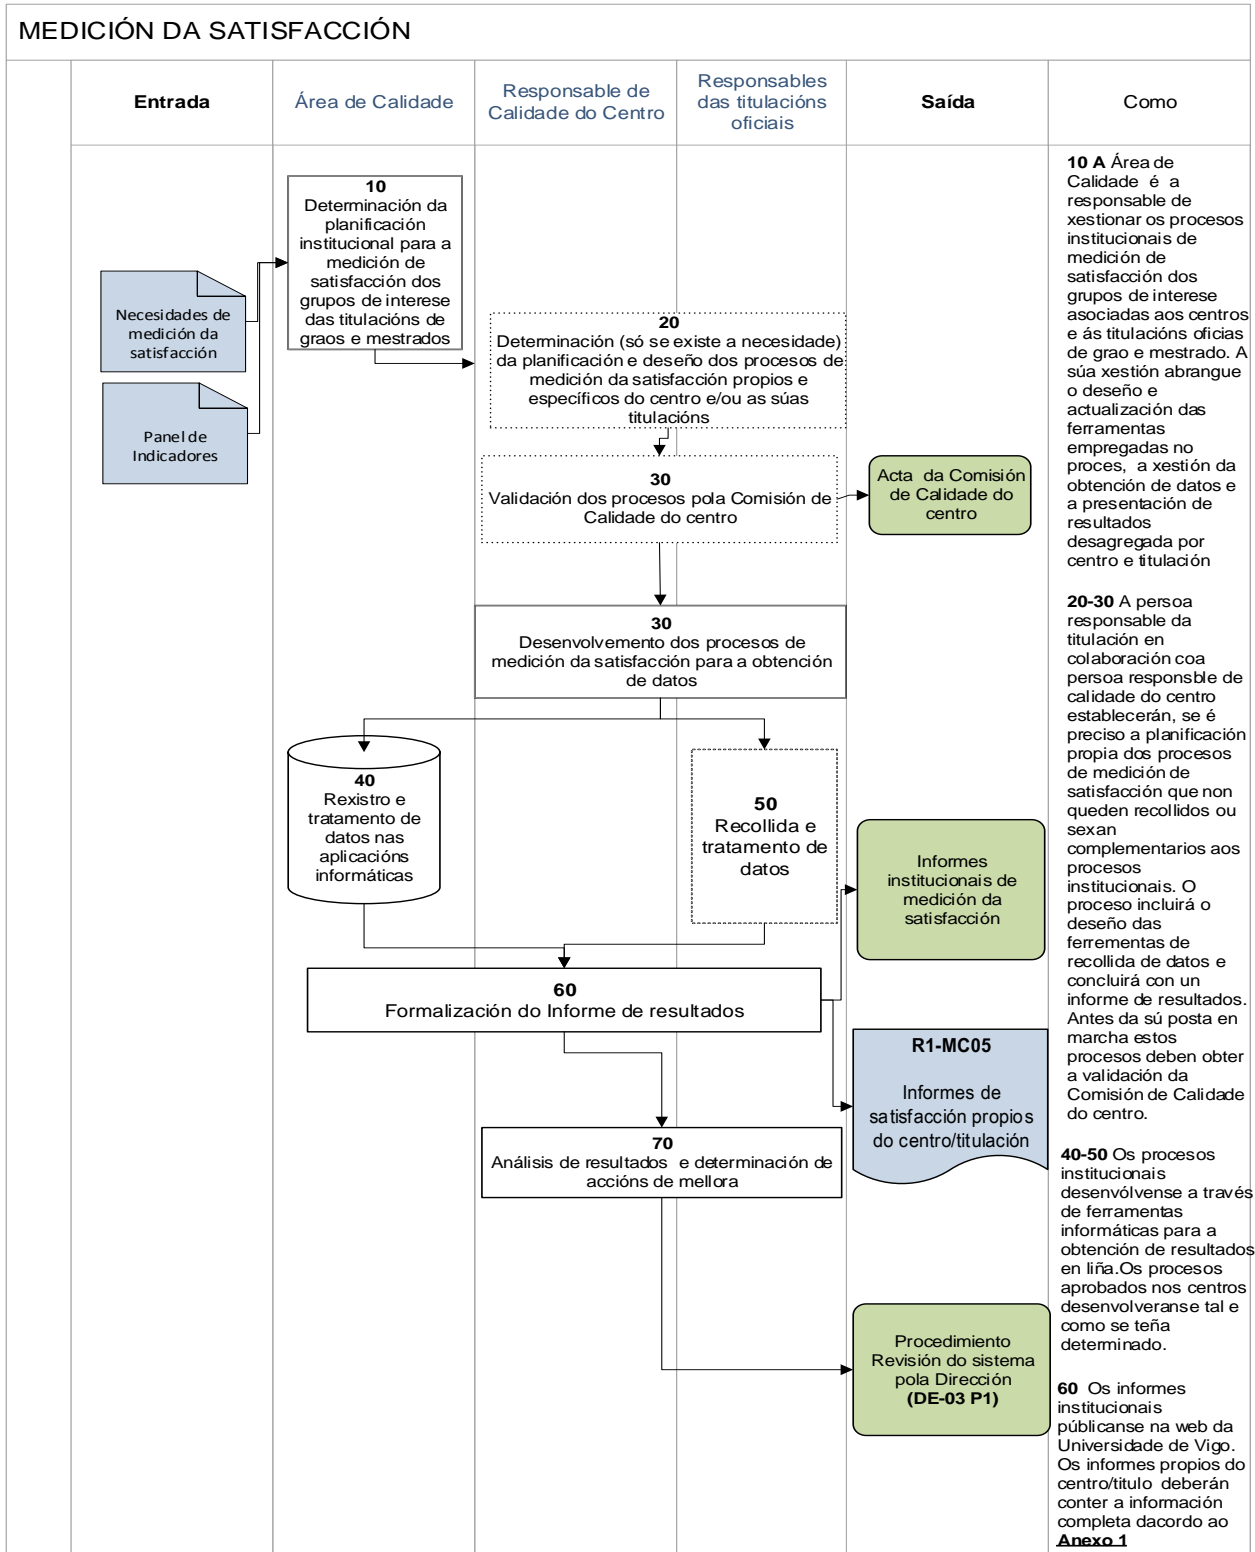 MEDICIÓN DA SATISFACCIÓN
Entrada
Área de Calidade
Responsable de
Calidade do Centro
Responsables
das titulacións
oficiais
Saída
Como
Necesidades de
medición da
satisfacción
Panel de
Indicadores
10
Determinación da
planificación
institucional para a
medición de
satisfacción dos
grupos de interese
das titulacións de
graos e mestrados
20
Determinación (só se existe a necesidade)
da planificación e deseño dos procesos de
medición da satisfacción propios e
específicos do centro e/ou as súas
titulacións
30
Validación dos procesos pola Comisión de
Calidade do centro
Acta da Comisión
de Calidade do
centro
30
Desenvolvemento dos procesos de
medición da satisfacción para a obtención
de datos
40
Rexistro e
tratamento de
datos nas
aplicacións
informáticas
50
Recollida e
tratamento de
datos
Informes
institucionais de
medición da
satisfacción
60
Formalización do Informe de resultados
R1-MC05
Informes de
satisfacción propios
do centro/titulación
70
Análisis de resultados e determinación de
accións de mellora
Procedimiento
Revisión do sistema
pola Dirección
(DE-03 P1)
10 A Área de
Calidade é a
responsable de
xestionar os procesos
institucionais de
medición de
satisfacción dos
grupos de interese
asociadas aos centros
e ás titulacións oficias
de grao e mestrado. A
súa xestión abrangue
o deseño e
actualización das
ferramentas
empregadas no
proces, a xestión da
obtención de datos e
a presentación de
resultados
desagregada por
centro e titulación
20-30 A persoa
responsable da
titulación en
colaboración coa
persoa responsble de
calidade do centro
establecerán, se é
preciso a planificación
propia dos procesos
de medición de
satisfacción que non
queden recollidos ou
sexan
complementarios aos
procesos
institucionais. O
proceso incluirá o
deseño das
ferrementas de
recollida de datos e
concluirá con un
informe de resultados.
Antes da sú posta en
marcha estos
procesos deben obter
a validación da
Comisión de Calidade
do centro.
40-50 Os procesos
institucionais
desenvólvense a través
de ferramentas
informáticas para a
obtención de resultados
en liña.Os procesos
aprobados nos centros
desenvolveranse tal e
como se teña
determinado.
60 Os informes
institucionais
públicanse na web da
Universidade de Vigo.
Os informes propios do
centro/titulo deberán
conter a información
completa dacordo ao
Anexo 1